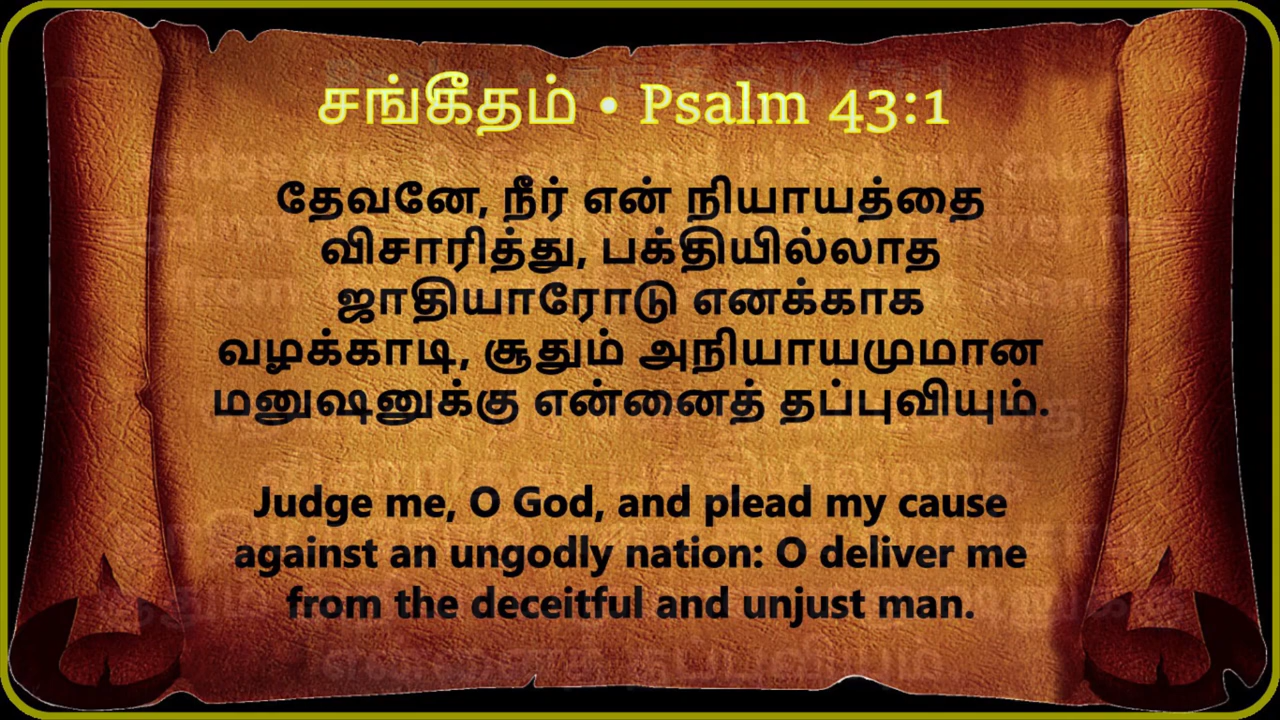 சங்கீதம் • Psalm 43:1
தேவனே, நீர் என் நியாயத்தை
விசாரித்து, பக்தியில்லாத
ஜாதியாரோடு எனக்காக
வழக்காடி, சூதும் அநியாயமுமான
மனுஷனுக்கு என்னைத் தப்புவியும்.
Judge me, O God, and plead my cause
against an ungodly nation: O deliver me
from the deceitful and unjust man.